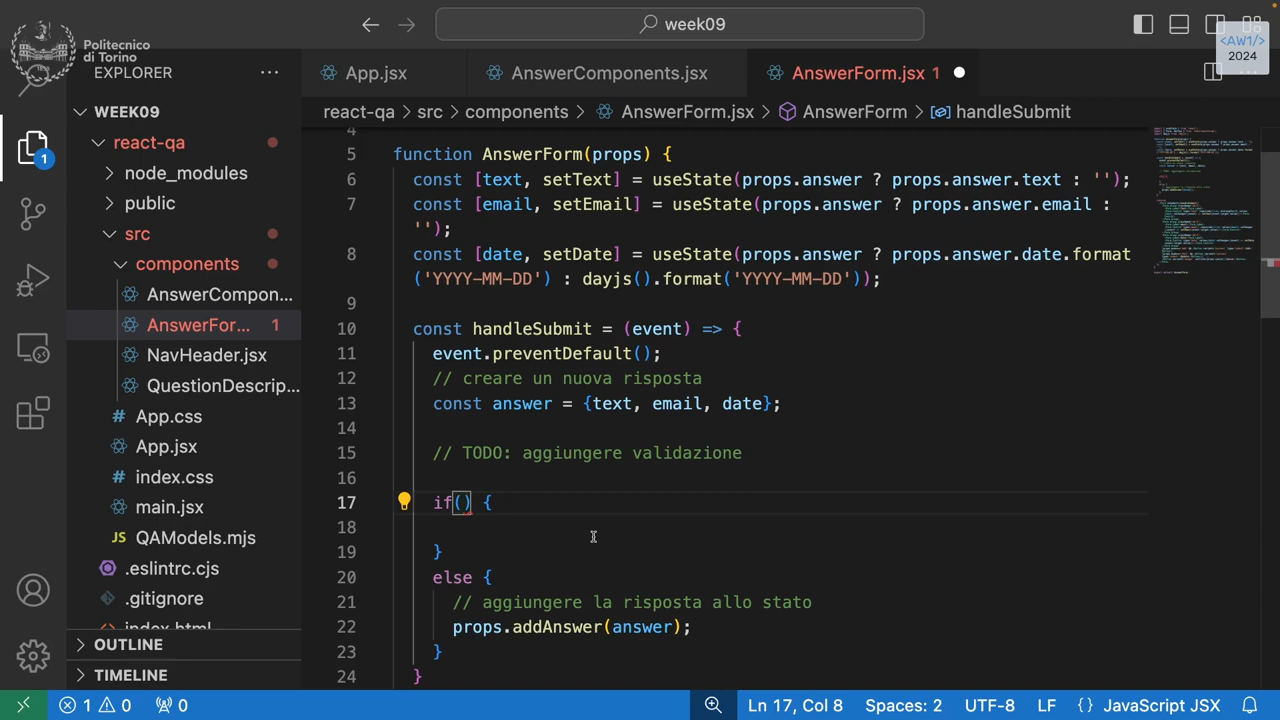 week09
Politecnico
di Torino
<AW1/>
2024
EXPLORER
App.jsx
AnswerComponents.jsx
AnswerForm.jsx 1
WEEK09
react-qa > src > components > AnswerForm.jsx > AnswerForm > handleSubmit
react-qa
node_modules
public
src
components
AnswerCompon...
AnswerFor... 1
NavHeader.jsx
QuestionDescrip...
App.css
App.jsx
index.css
main.jsx
QAModels.mjs
.eslintrc.cjs
.gitignore
index.html
OUTLINE
TIMELINE
1
4
5 function AnswerForm(props) {
6 const [text, setText] = useState(props.answer ? props.answer.text : '');
7 const [email, setEmail] = useState(props.answer ? props.answer.email :
'');
8 const [date, setDate] = useState(props.answer ? props.answer.date.format
('YYYY-MM-DD') : dayjs().format('YYYY-MM-DD'));
9
10 const handleSubmit = (event) => {
11 event.preventDefault();
12 // creare un nuova risposta
13 const answer = {text, email, date};
14
15 // TODO: aggiungere validazione
16
17 if() {
18
19 }
20 else {
21 // aggiungere la risposta allo stato
22 props.addAnswer(answer);
23 }
24 }
1 0 0 Ln 17, Col 8 Spaces: 2 UTF-8 LF {} JavaScript JSX